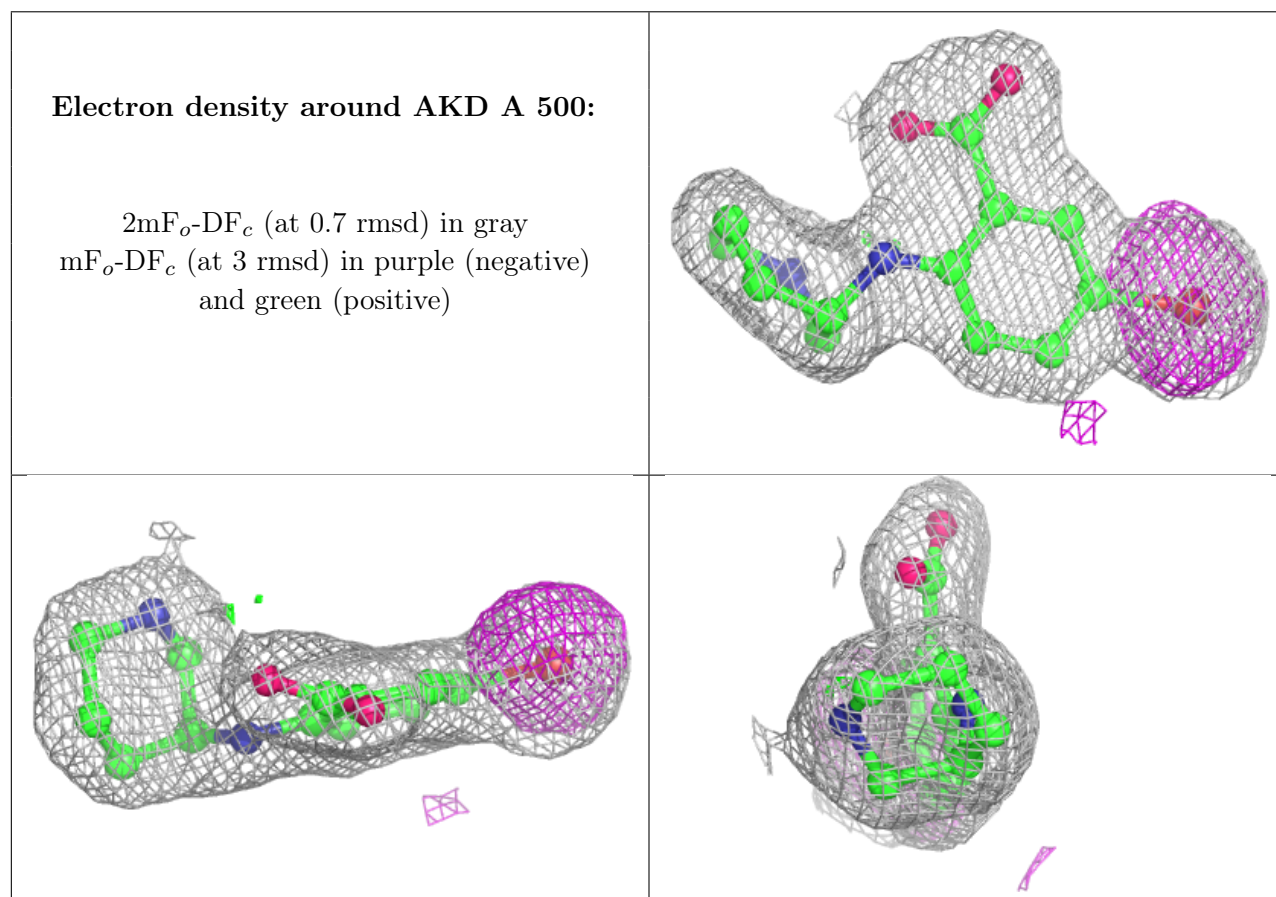 Electron density around AKD A 500:
2mFo-DFc (at 0.7 rmsd) in gray
mFo-DFc (at 3 rmsd) in purple (negative)
and green (positive)